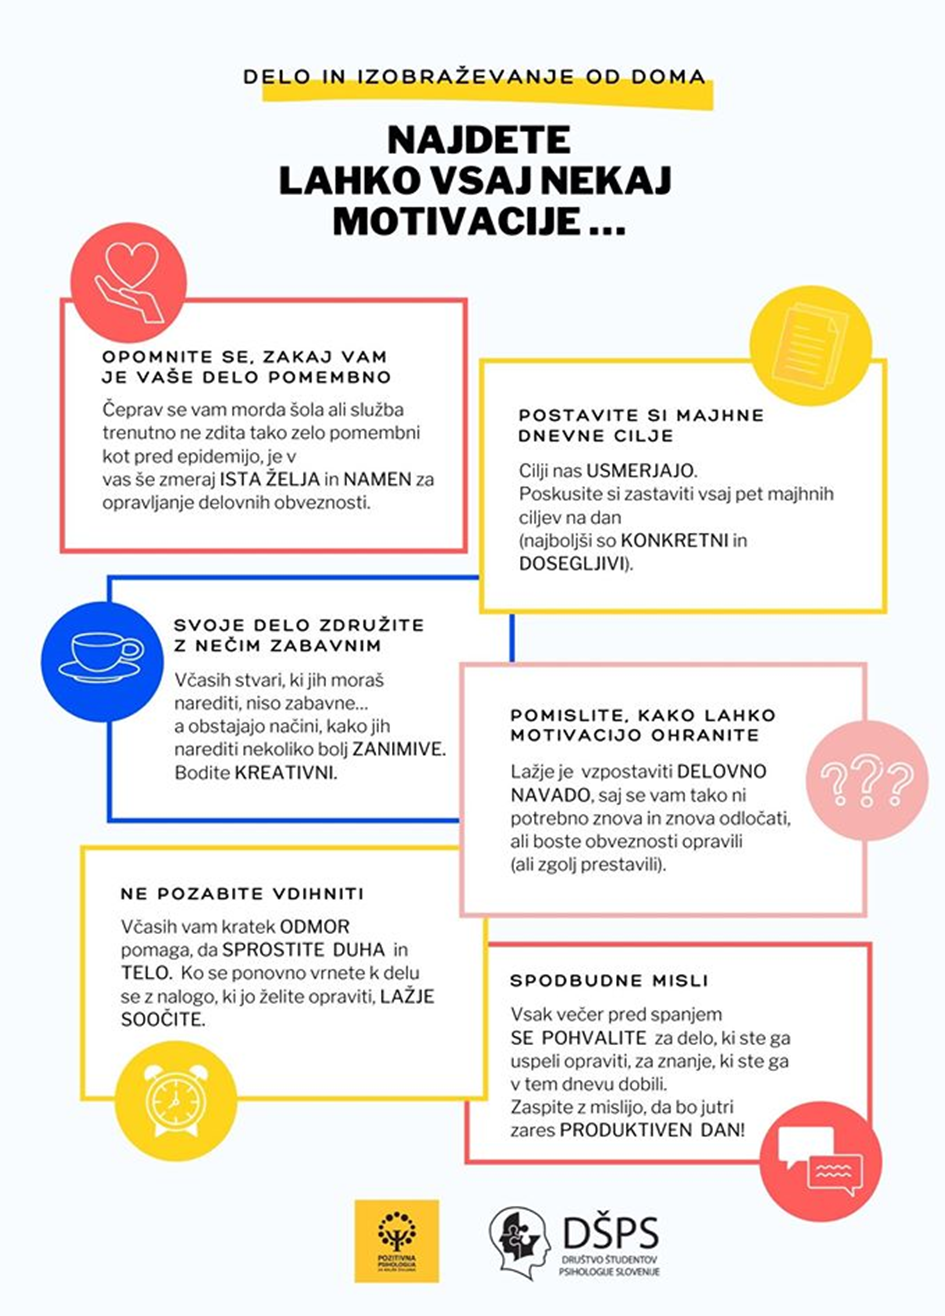 DELO IN IZOBRAŽEVANJE OD DOMA
NAJDETE
LAHKO VSAJ NEKAJ
MOTIVACIJE ...
OPOMNITE SE, ZAKAJ VAM
JE VAŠE DELO POMEMBNO
Čeprav se vam morda šola ali služba
trenutno ne zdita tako zelo pomembni
kot pred epidemijo, je v
vas še zmeraj ISTA ŽELJA in NAMEN za
opravljanje delovnih obveznosti.
POSTAVITE SI MAJHNE
DNEVNE CILJE
Cilji nas USMERJAJO.
Poskusite si zastaviti vsaj pet majhnih
ciljev na dan
(najboljši so KONKRETNI in
DOSEGLJIVI).
SVOJE DELO ZDRUŽITE
Z NEČIM ZABAVNIM
Včasih stvari, ki jih moraš
narediti, niso zabavne...
a obstajajo načini, kako jih
narediti nekoliko bolj ZANIMIVE.
Bodite KREATIVNI.
POMISLITE, KAKO LAHKO
MOTIVACIJO OHRANITE
Lažje je vzpostaviti DELOVNO
NAVADO, saj se vam tako ni
potrebno znova in znova odločati,
ali boste obveznosti opravili
(ali zgolj prestavili).
???
NE POZABITE VDIHNITI
Včasih vam kratek ODMOR
pomaga, da SPROSTITE DUHA in
TELO. Ko se ponovno vrnete k delu
se z nalogo, ki jo želite opraviti, LAŽJE
SOOČITE.
SPODBUDNE MISLI
Vsak večer pred spanjem
SE POHVALITE za delo, ki ste ga
uspeli opraviti, za znanje, ki ste ga
v tem dnevu dobili.
Zaspite z mislijo, da bo jutri
zares PRODUKTIVEN DAN!
POZITIVNA
PSIHOLOGIJA
DŠPS
DRUŠTVO ŠTUDENTOV
PSIHOLOGIJE SLOVENIJE